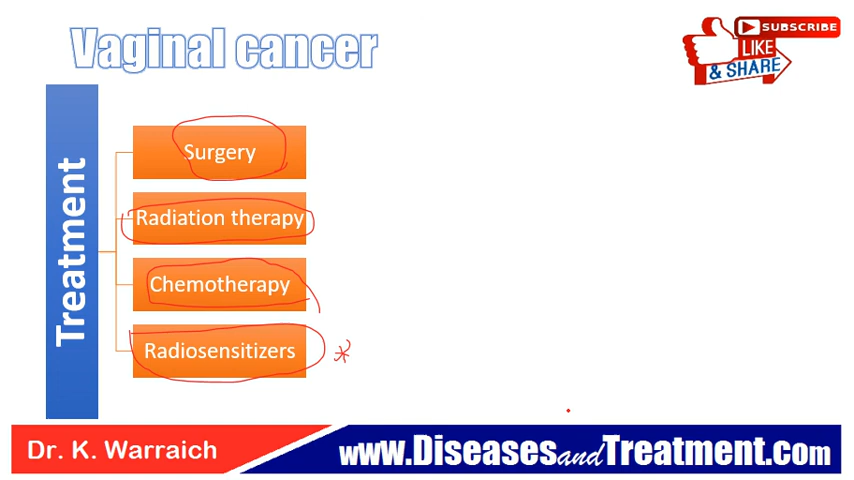 Vaginal cancer
SUBSCRIBE
LIKE
& SHARE
Treatment
Surgery
Radiation therapy
Chemotherapy
Radiosensitizers *
Dr. K. Warraich
www.DiseasesandTreatment.com